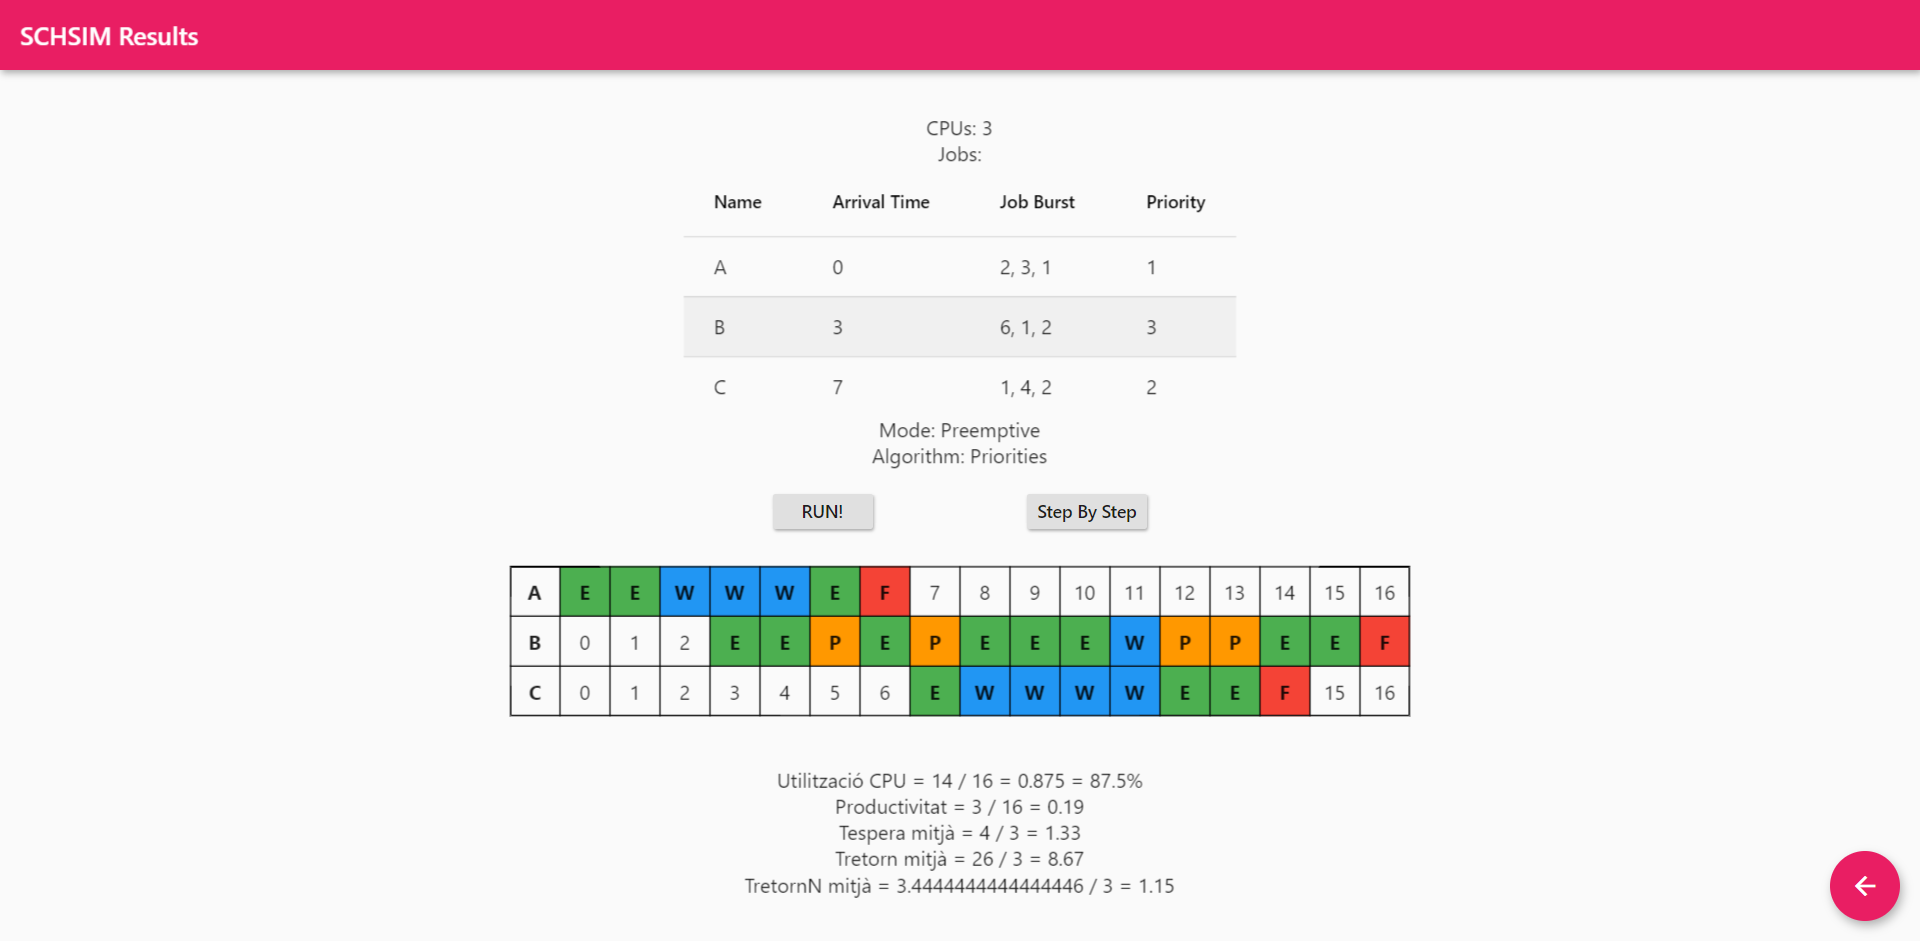 SCHSIM Results
CPUs: 3
Jobs:
Name Arrival Time Job Burst Priority
A 0 2, 3, 1 1
B 3 6, 1, 2 3
C 7 1, 4, 2 2
Mode: Preemptive
Algorithm: Priorities
RUN! Step By Step
A E E W W W E F 7 8 9 10 11 12 13 14 15 16
B 0 1 2 E E P E P E E E W P P E E F
C 0 1 2 3 4 5 6 E W W W W E E F 15 16
Utilització CPU = 14 / 16 = 0.875 = 87.5%
Productivitat = 3 / 16 = 0.19
Tespera mitjà = 4 / 3 = 1.33
Tretorn mitjà = 26 / 3 = 8.67
TretornN mitjà = 3.4444444444444446 / 3 = 1.15